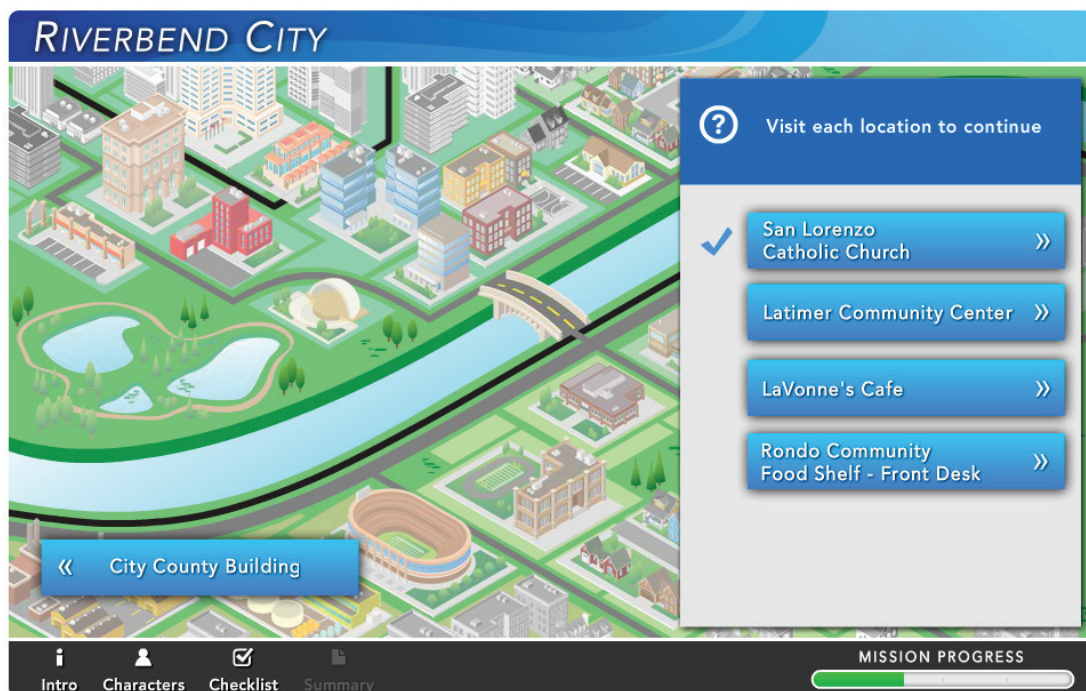 RIVERBEND CITY
Visit each location to continue
San Lorenzo
Catholic Church
Latimer Community Center
LaVonne's Cafe
Rondo Community
Food Shelf - Front Desk
City County Building
Intro
Characters
Checklist
Summary
MISSION PROGRESS